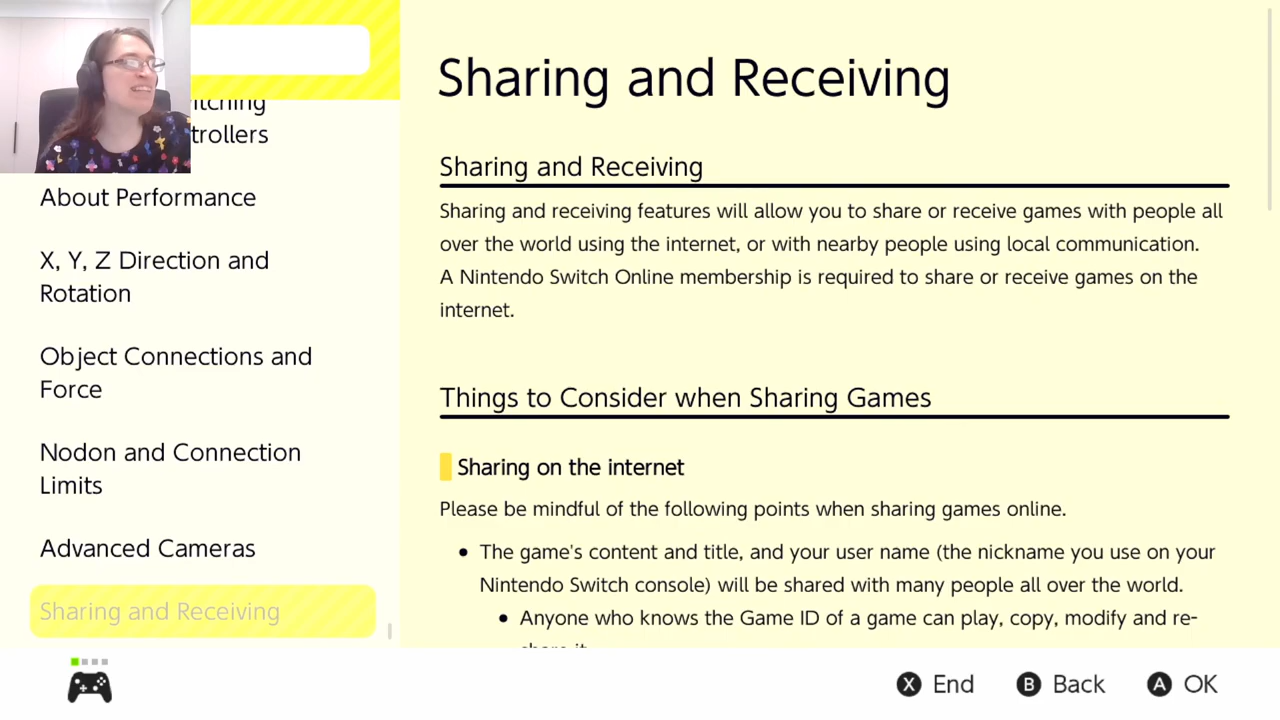 trollers
About Performance
X, Y, Z Direction and
Rotation
Object Connections and
Force
Nodon and Connection
Limits
Advanced Cameras
Sharing and Receiving
Sharing and Receiving
Sharing and Receiving
Sharing and receiving features will allow you to share or receive games with people all
over the world using the internet, or with nearby people using local communication.
A Nintendo Switch Online membership is required to share or receive games on the
internet.
Things to Consider when Sharing Games
Sharing on the internet
Please be mindful of the following points when sharing games online.
• The game's content and title, and your user name (the nickname you use on your
Nintendo Switch console) will be shared with many people all over the world.
• Anyone who knows the Game ID of a game can play, copy, modify and re-
share it
X End
B Back
A OK